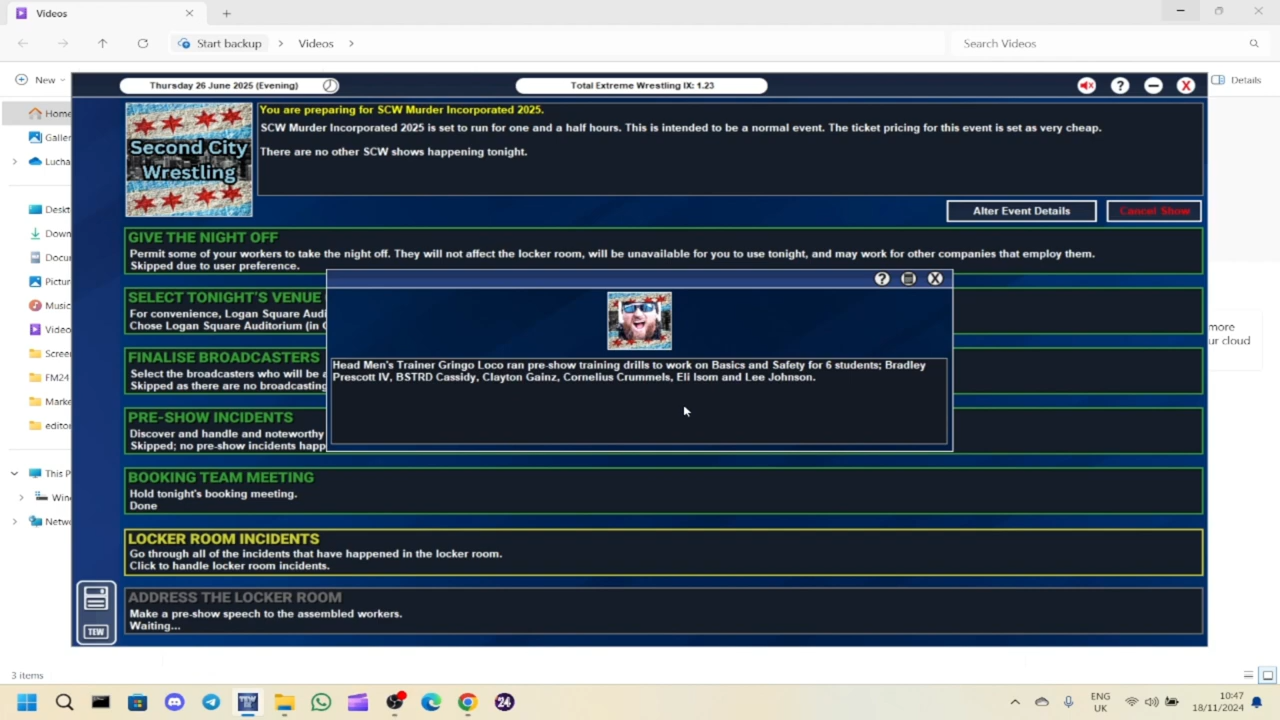 Videos
Start backup
Videos
Search Videos
New
Details
Home
Thursday 26 June 2025 (Evening)
Total Extreme Wrestling IX: 1.23
?
X
You are preparing for SCW Murder Incorporated 2025.
SCW Murder Incorporated 2025 is set to run for one and a half hours. This is intended to be a normal event. The ticket pricing for this event is set as very cheap.
There are no other SCW shows happening tonight.
Second City
Wrestling
Alter Event Details
Cancel Show
Galler
Lucha
Deskt
Down
Docu
Pictur
Music
Video
Scree
FM24
Marke
editor
This P
Wind
Netwo
GIVE THE NIGHT OFF
Permit some of your workers to take the night off. They will not affect the locker room, will be unavailable for you to use tonight, and may work for other companies that employ them.
Skipped due to user preference.
SELECT TONIGHT'S VENUE
For convenience, Logan Square Audi
Chose Logan Square Auditorium (in
FINALISE BROADCASTERS
Select the broadcasters who will be a
Skipped as there are no broadcasting
PRE-SHOW INCIDENTS
Discover and handle and noteworthy
Skipped; no pre-show incidents happ
?
X
Head Men's Trainer Gringo Loco ran pre-show training drills to work on Basics and Safety for 6 students; Bradley
Prescott IV, BSTRD Cassidy, Clayton Gainz, Cornelius Crummels, Eli Isom and Lee Johnson.
more
ur cloud
BOOKING TEAM MEETING
Hold tonight's booking meeting.
Done
LOCKER ROOM INCIDENTS
Go through all of the incidents that have happened in the locker room.
Click to handle locker room incidents.
ADDRESS THE LOCKER ROOM
Make a pre-show speech to the assembled workers.
Waiting...
TEW
3 items
TEW
24
ENG
UK
10:47
18/11/2024